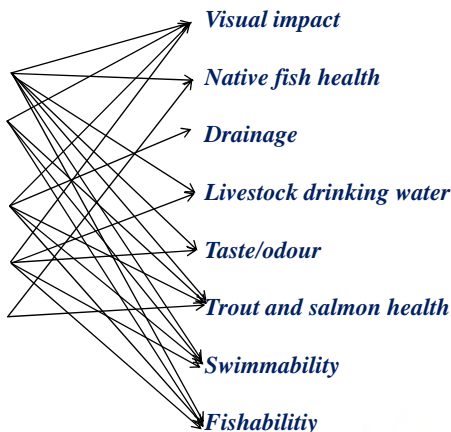 Visual impact
Native fish health
Drainage
Livestock drinking water
Taste/odour
Trout and salmon health
Swimmability
Fishabilitiy